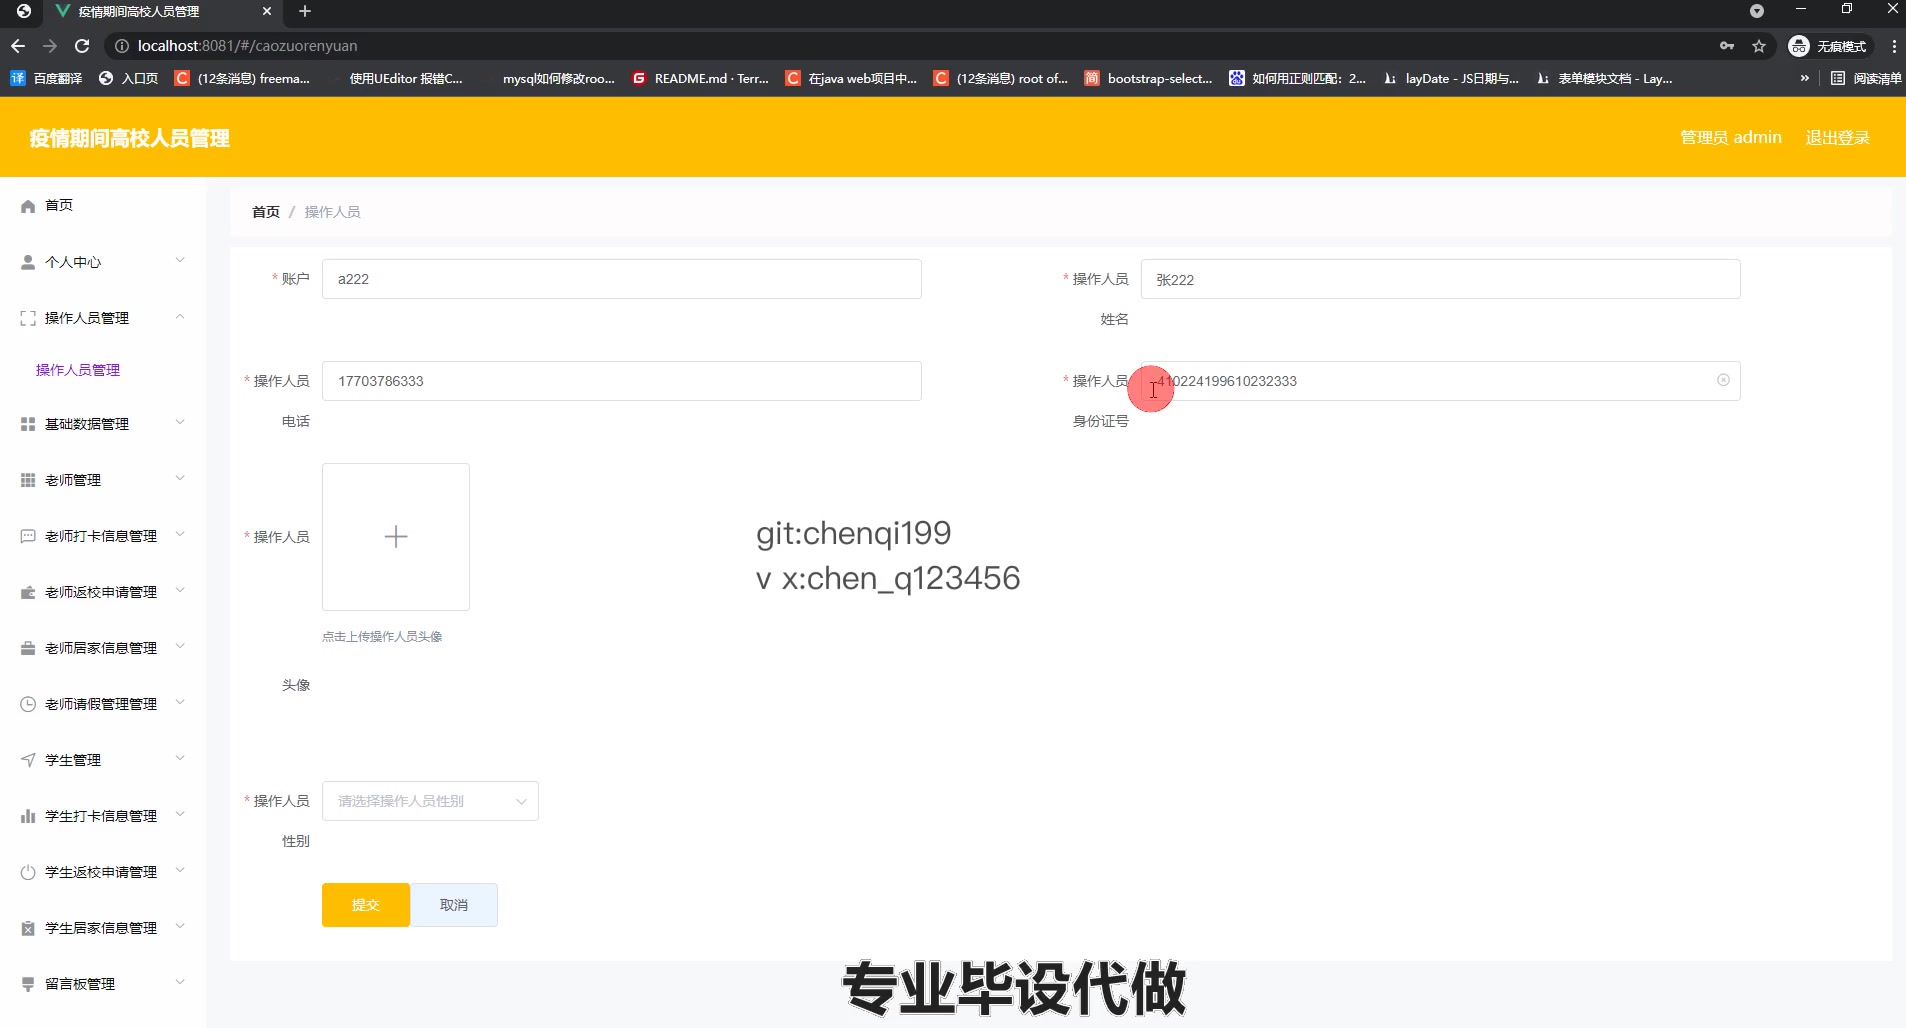 疫情期间高校人员管理
localhost:8081/#/caozuorenyuan
无痕模式
百度翻译
入口页
(12条消息) freema...
使用UEditor 报错C...
mysql如何修改roo...
README.md · Terr...
在java web项目中...
(12条消息) root of...
bootstrap-select...
如何用正则匹配：2...
layDate - JS日期与...
表单模块文档 - Lay...
»
阅读清单
疫情期间高校人员管理
管理员 admin
退出登录
首页
个人中心
操作人员管理
操作人员管理
基础数据管理
老师管理
老师打卡信息管理
老师返校申请管理
老师居家信息管理
老师请假管理管理
学生管理
学生打卡信息管理
学生返校申请管理
学生居家信息管理
留言板管理
首页 / 操作人员
* 账户
a222
* 操作人员
姓名
张222
* 操作人员
电话
17703786333
* 操作人员
身份证号
410224199610232333
* 操作人员
头像
点击上传操作人员头像
git:chenqi199
v x:chen_q123456
* 操作人员
性别
请选择操作人员性别
提交
取消
专业毕设代做